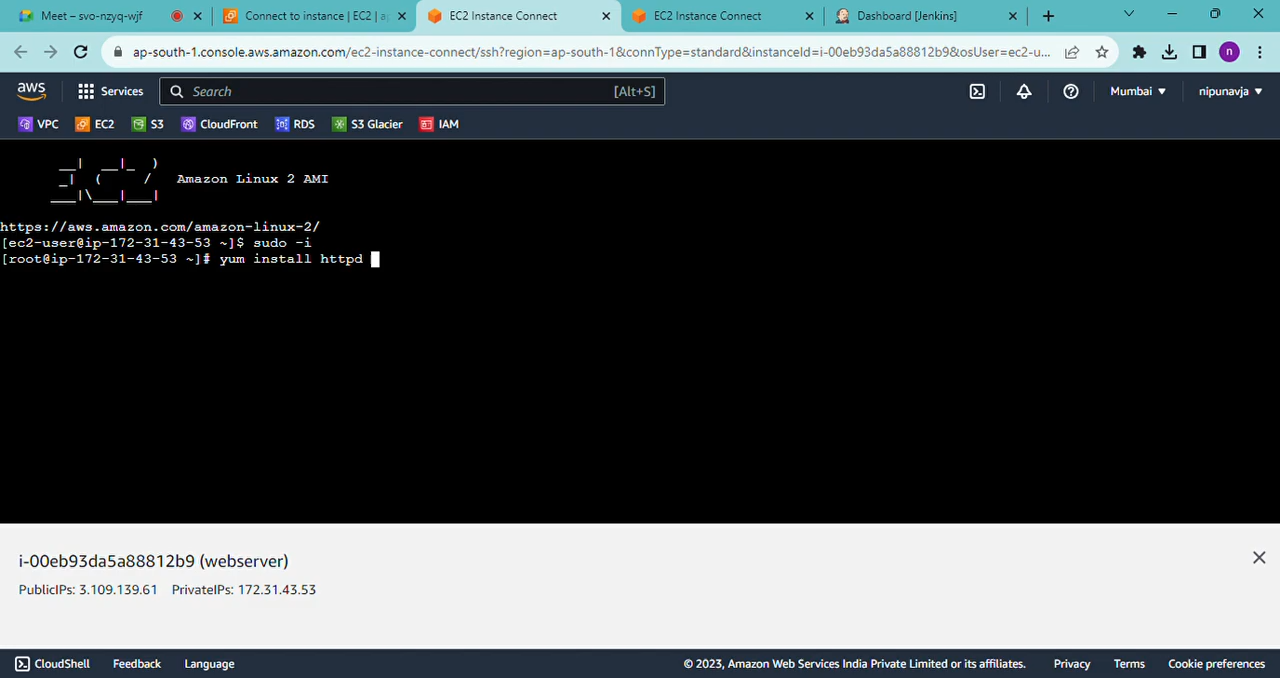 Meet – svo-nzyq-wjf
Connect to instance | EC2 | ap
EC2 Instance Connect
EC2 Instance Connect
Dashboard [Jenkins]
ap-south-1.console.aws.amazon.com/ec2-instance-connect/ssh?region=ap-south-1&connType=standard&instanceId=i-00eb93da5a88812b9&osUser=ec2-u...
n
aws
Services
Search
[Alt+S]
Mumbai
nipunavja
VPC
EC2
S3
CloudFront
RDS
S3 Glacier
IAM
__|  __|_  )
_|  (     /   Amazon Linux 2 AMI
___|\___|___|
https://aws.amazon.com/amazon-linux-2/
[ec2-user@ip-172-31-43-53 ~]$ sudo -i
[root@ip-172-31-43-53 ~]# yum install httpd
i-00eb93da5a88812b9 (webserver)
PublicIPs: 3.109.139.61 PrivateIPs: 172.31.43.53
CloudShell
Feedback
Language
© 2023, Amazon Web Services India Private Limited or its affiliates.
Privacy
Terms
Cookie preferences